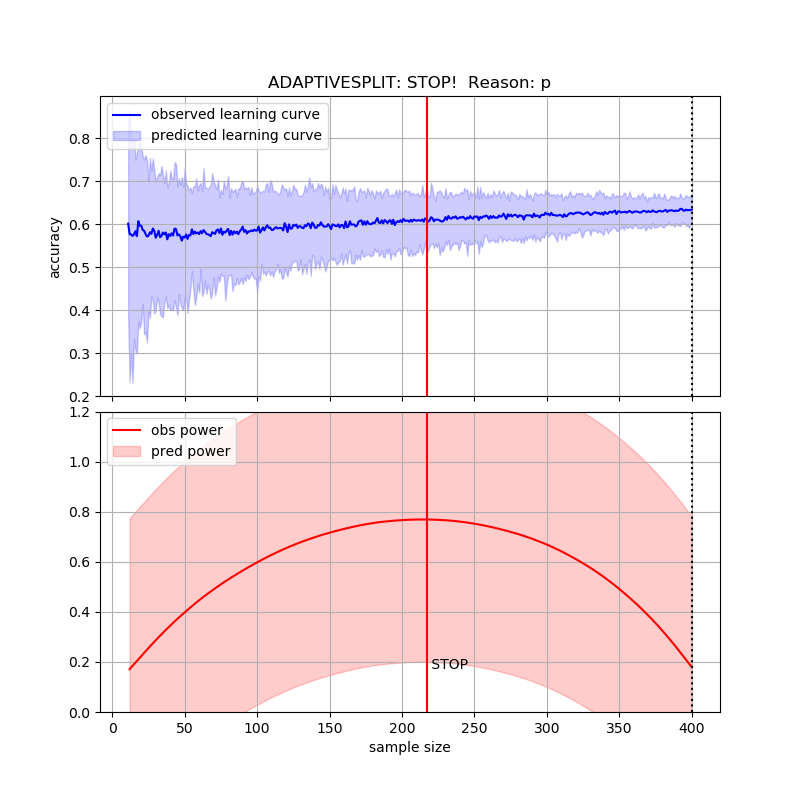 ADAPTIVESPLIT: STOP!  Reason: p
observed learning curve
predicted learning curve
accuracy
0.8
0.7
0.6
0.5
0.4
0.3
0.2
obs power
pred power
1.2
1.0
0.8
0.6
0.4
0.2
0.0
STOP
0 50 100 150 200 250 300 350 400
sample size